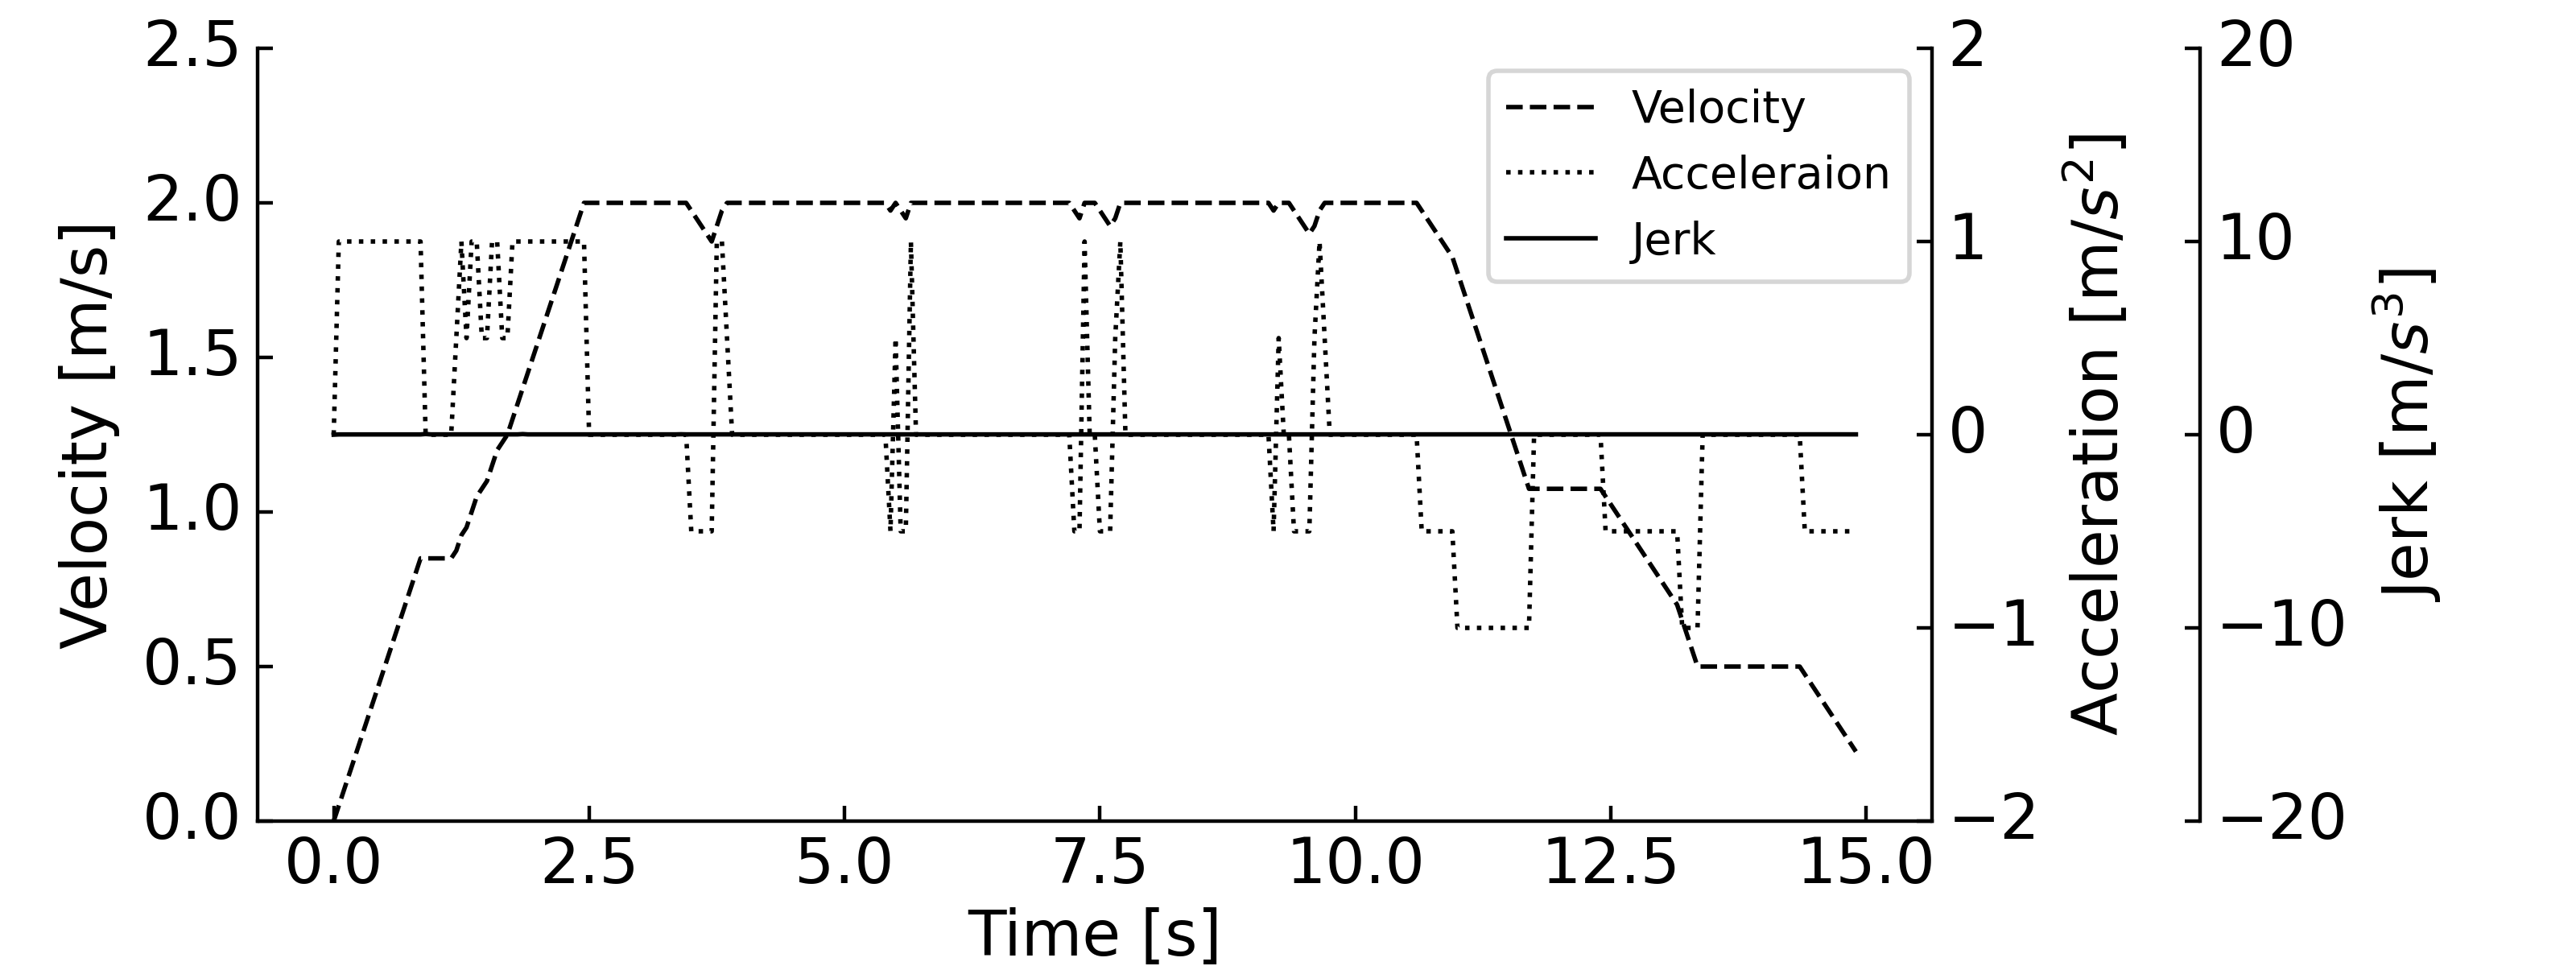 Velocity [m/s]
2.5
2.0
1.5
1.0
0.5
0.0
0.0 2.5 5.0 7.5 10.0 12.5 15.0
Time [s]
Velocity
Acceleraion
Jerk
2
1
0
−1
−2
Acceleration [m/s²]
20
10
0
−10
−20
Jerk [m/s³]